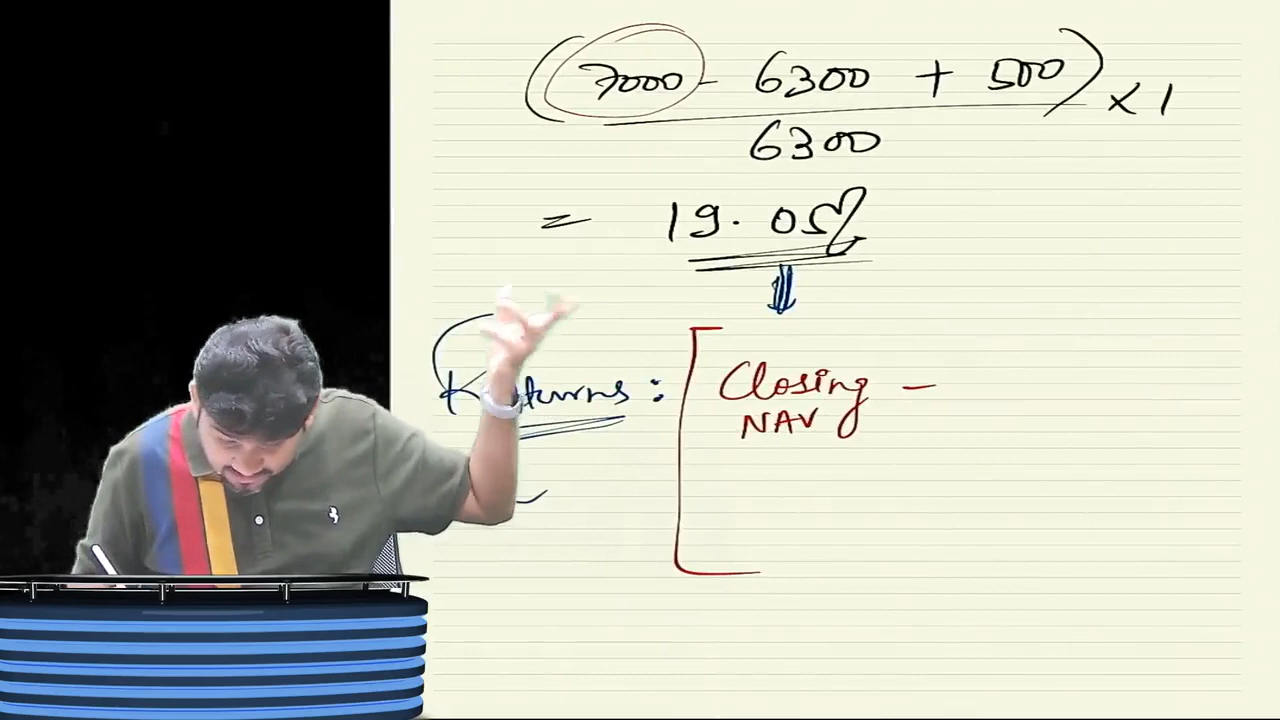 (7000 - 6300 + 500) × 1
6300
= 19.05%
Returns: [ Closing -
NAV